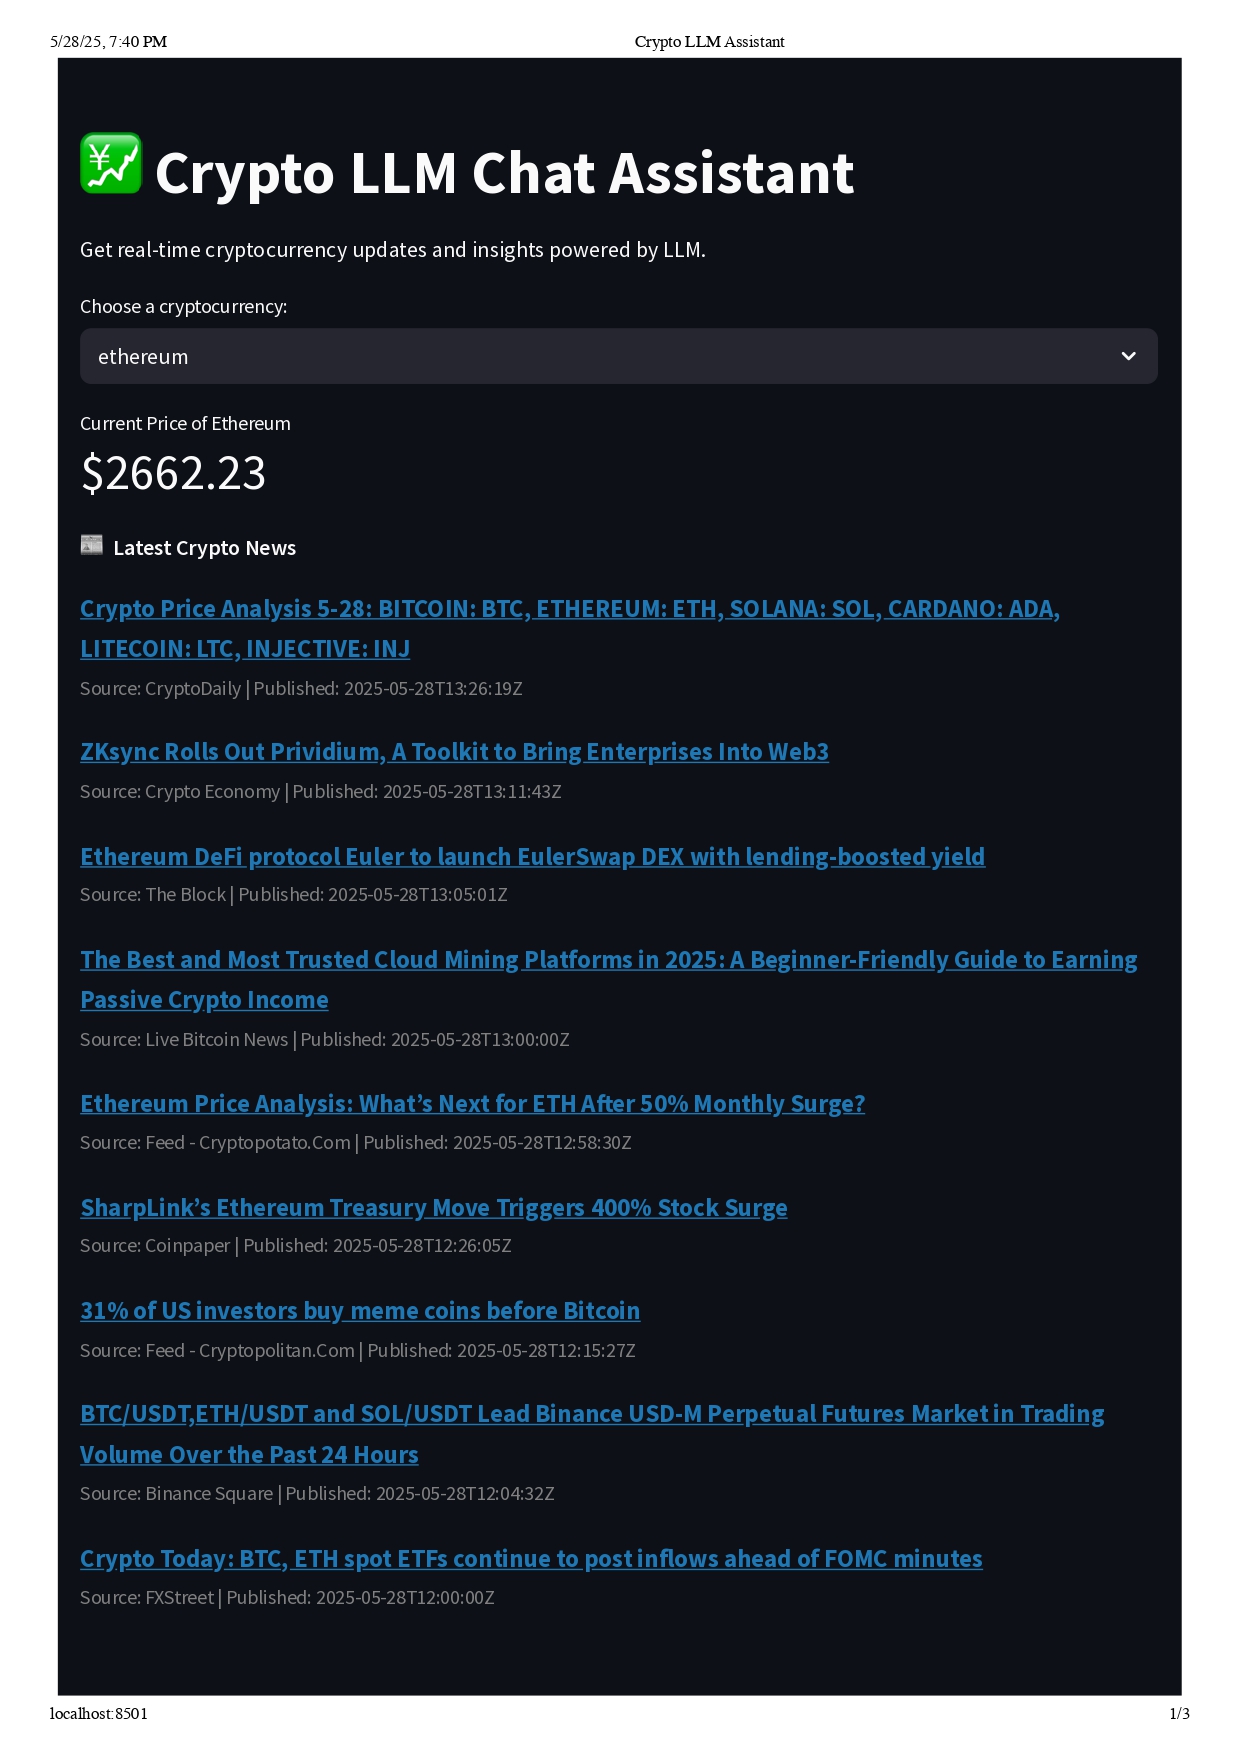 5/28/25, 7:40 PM
Crypto LLM Assistant
Crypto LLM Chat Assistant
Get real-time cryptocurrency updates and insights powered by LLM.
Choose a cryptocurrency:
ethereum
Current Price of Ethereum
$2662.23
Latest Crypto News
Crypto Price Analysis 5-28: BITCOIN: BTC, ETHEREUM: ETH, SOLANA: SOL, CARDANO: ADA,
LITECOIN: LTC, INJECTIVE: INJ
Source: CryptoDaily | Published: 2025-05-28T13:26:19Z
ZKsync Rolls Out Prividium, A Toolkit to Bring Enterprises Into Web3
Source: Crypto Economy | Published: 2025-05-28T13:11:43Z
Ethereum DeFi protocol Euler to launch EulerSwap DEX with lending-boosted yield
Source: The Block | Published: 2025-05-28T13:05:01Z
The Best and Most Trusted Cloud Mining Platforms in 2025: A Beginner-Friendly Guide to Earning
Passive Crypto Income
Source: Live Bitcoin News | Published: 2025-05-28T13:00:00Z
Ethereum Price Analysis: What’s Next for ETH After 50% Monthly Surge?
Source: Feed - Cryptopotato.Com | Published: 2025-05-28T12:58:30Z
SharpLink’s Ethereum Treasury Move Triggers 400% Stock Surge
Source: Coinpaper | Published: 2025-05-28T12:26:05Z
31% of US investors buy meme coins before Bitcoin
Source: Feed - Cryptopolitan.Com | Published: 2025-05-28T12:15:27Z
BTC/USDT,ETH/USDT and SOL/USDT Lead Binance USD-M Perpetual Futures Market in Trading
Volume Over the Past 24 Hours
Source: Binance Square | Published: 2025-05-28T12:04:32Z
Crypto Today: BTC, ETH spot ETFs continue to post inflows ahead of FOMC minutes
Source: FXStreet | Published: 2025-05-28T12:00:00Z
localhost:8501
1/3